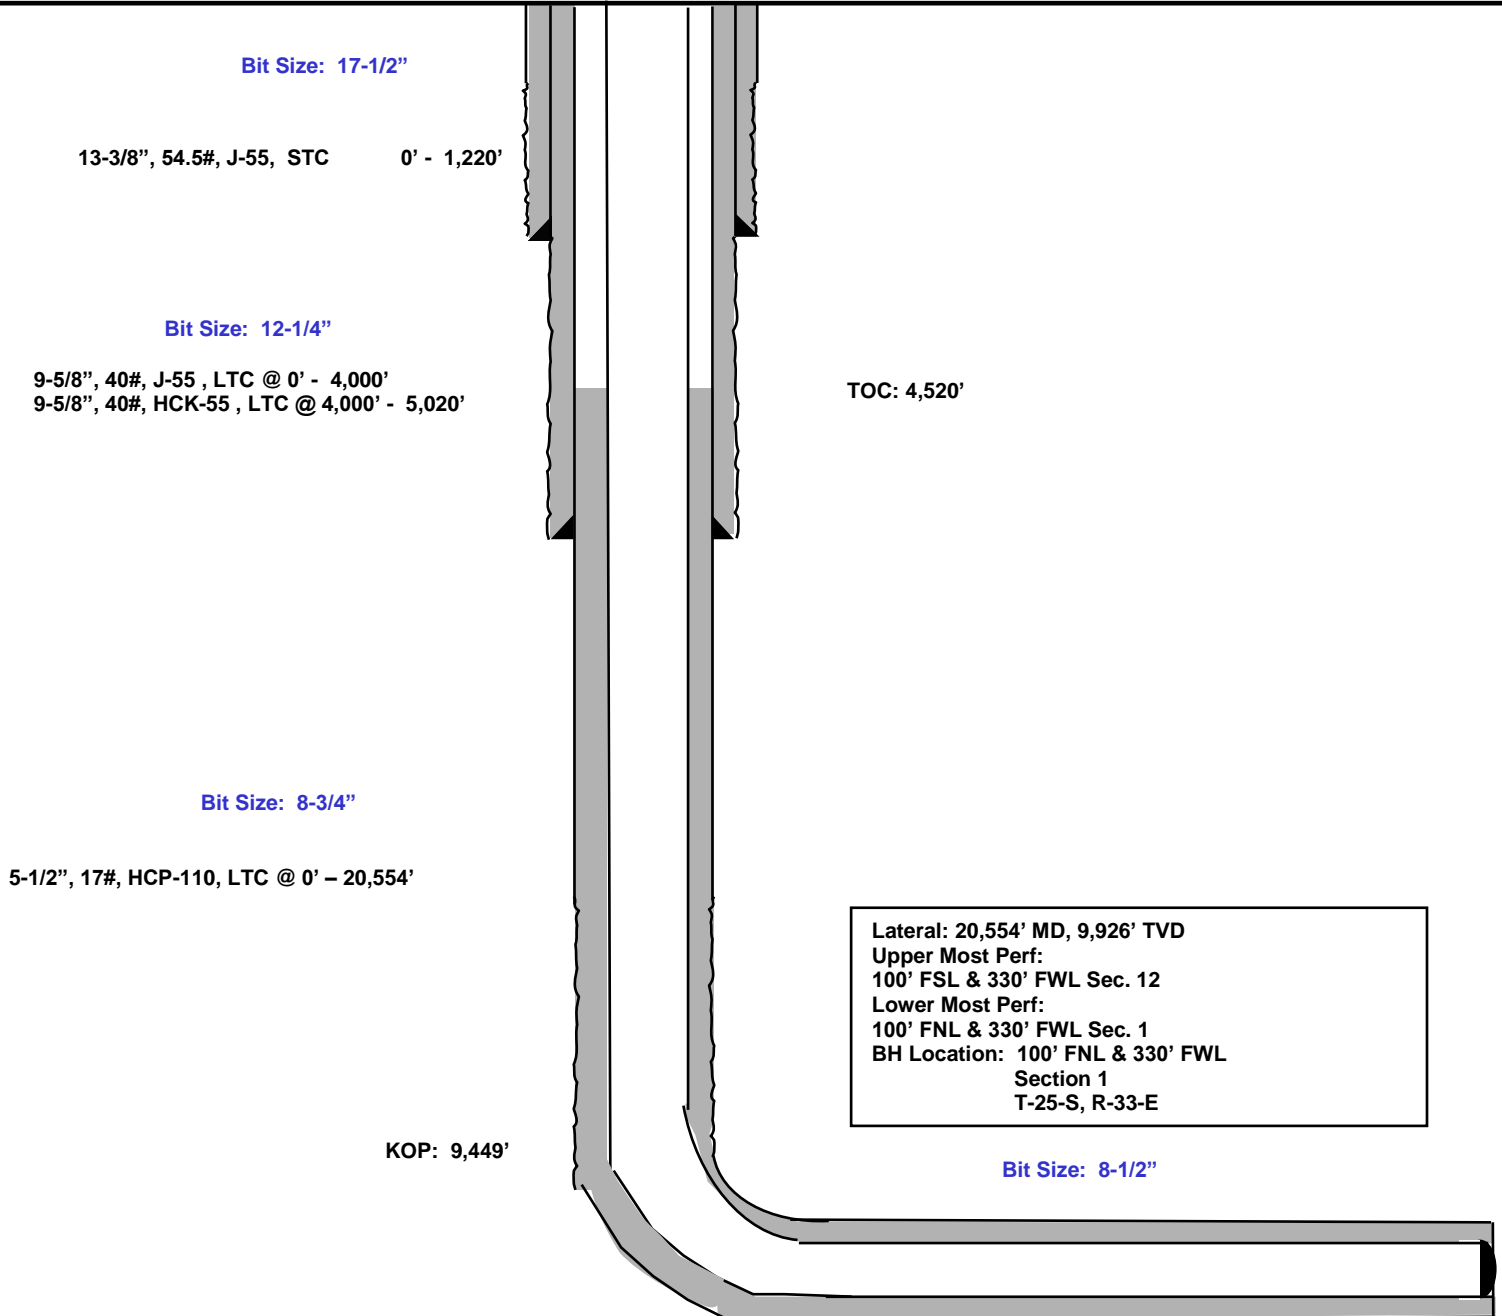 Bit Size: 17-1/2”
13-3/8”, 54.5#, J-55, STC 0’ - 1,220’
Bit Size: 12-1/4”
9-5/8”, 40#, J-55 , LTC @ 0’ - 4,000’
9-5/8”, 40#, HCK-55 , LTC @ 4,000’ - 5,020’
TOC: 4,520’
Bit Size: 8-3/4”
5-1/2”, 17#, HCP-110, LTC @ 0’ – 20,554’
Lateral: 20,554’ MD, 9,926’ TVD
Upper Most Perf:
100’ FSL & 330’ FWL Sec. 12
Lower Most Perf:
100’ FNL & 330’ FWL Sec. 1
BH Location: 100’ FNL & 330’ FWL
Section 1
T-25-S, R-33-E
KOP: 9,449’
Bit Size: 8-1/2”